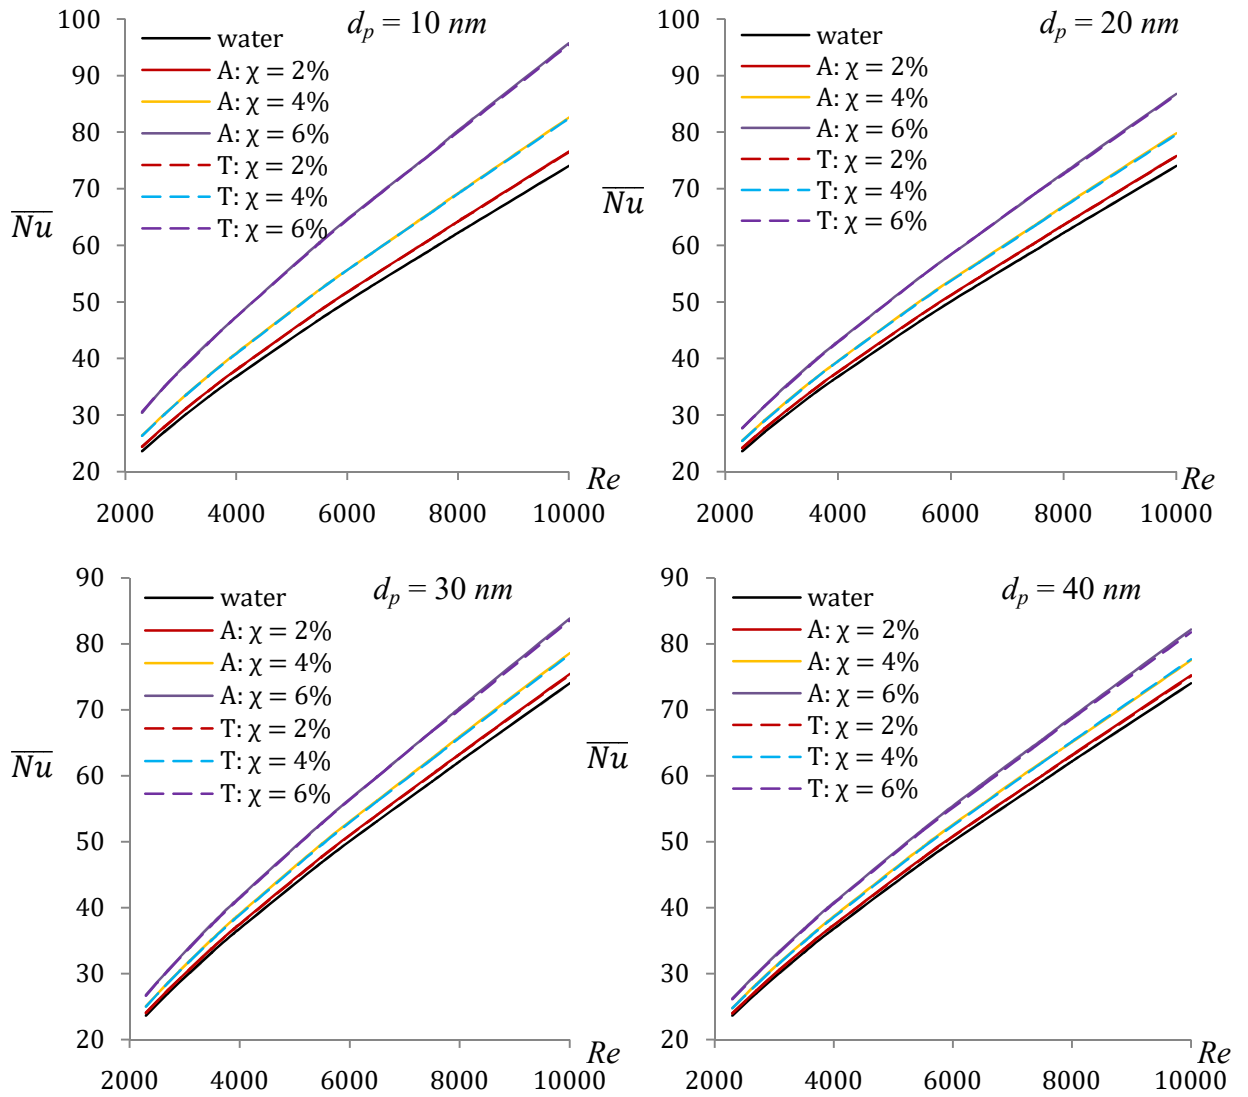 d_p = 10 nm
100
90
80
70
60
50
40
30
20
water
A: χ = 2%
A: χ = 4%
A: χ = 6%
T: χ = 2%
T: χ = 4%
T: χ = 6%
N̅u̅
Re
2000 4000 6000 8000 10000
d_p = 20 nm
100
90
80
70
60
50
40
30
20
water
A: χ = 2%
A: χ = 4%
A: χ = 6%
T: χ = 2%
T: χ = 4%
T: χ = 6%
N̅u̅
Re
2000 4000 6000 8000 10000
d_p = 30 nm
90
80
70
60
50
40
30
20
water
A: χ = 2%
A: χ = 4%
A: χ = 6%
T: χ = 2%
T: χ = 4%
T: χ = 6%
N̅u̅
Re
2000 4000 6000 8000 10000
d_p = 40 nm
90
80
70
60
50
40
30
20
water
A: χ = 2%
A: χ = 4%
A: χ = 6%
T: χ = 2%
T: χ = 4%
T: χ = 6%
N̅u̅
Re
2000 4000 6000 8000 10000